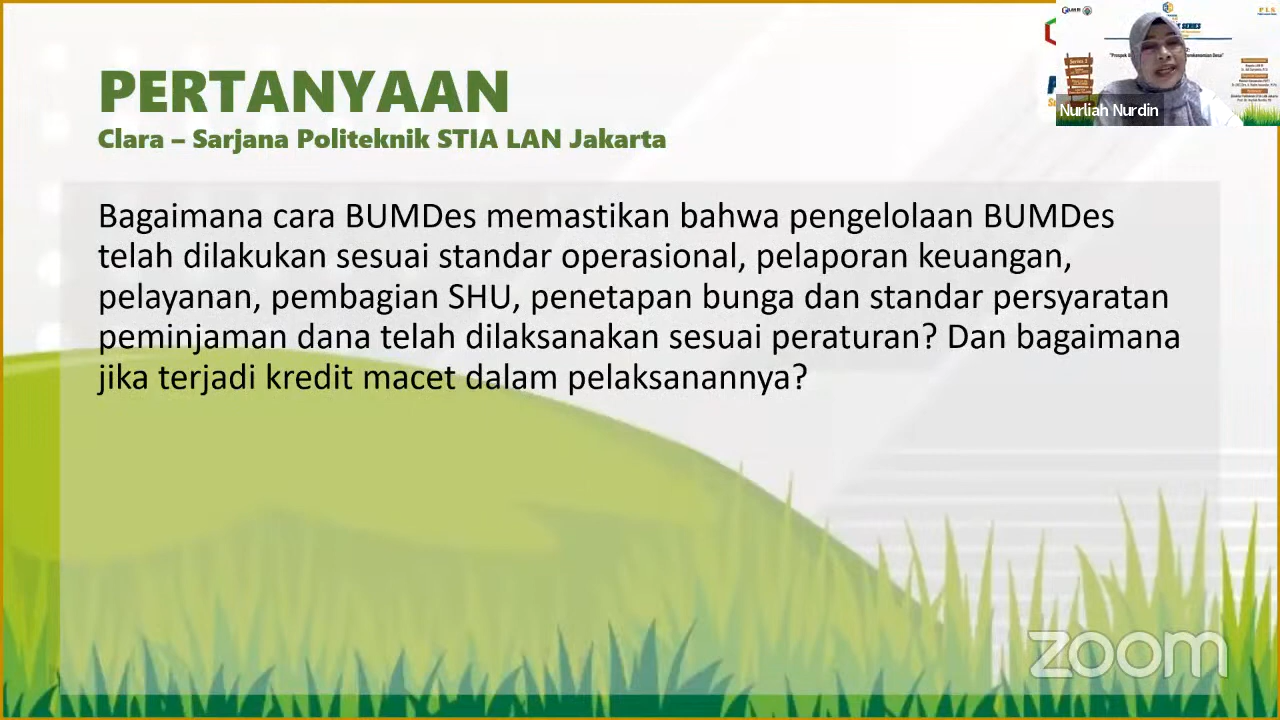 PERTANYAAN
Clara – Sarjana Politeknik STIA LAN Jakarta
Bagaimana cara BUMDes memastikan bahwa pengelolaan BUMDes
telah dilakukan sesuai standar operasional, pelaporan keuangan,
pelayanan, pembagian SHU, penetapan bunga dan standar persyaratan
peminjaman dana telah dilaksanakan sesuai peraturan? Dan bagaimana
jika terjadi kredit macet dalam pelaksanannya?
Nurliah Nurdin
zoom